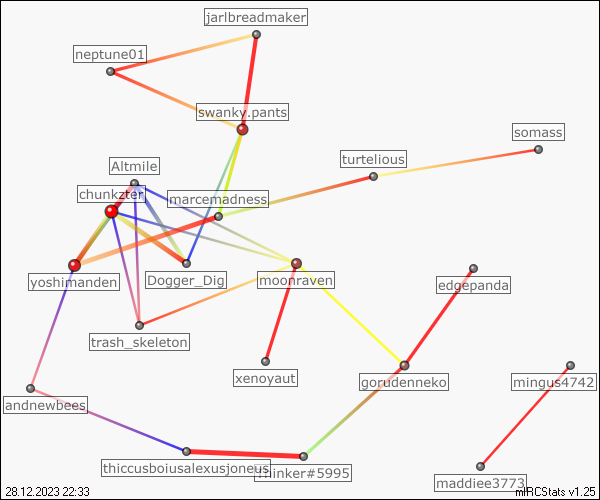 jarlbreadmaker
neptune01
swanky.pants
somass
turtelious
Altmile
chunkzter
marcemadness
yoshimanden
Dogger_Dig
moonraven
edgepanda
trash_skeleton
xenoyaut
gorudenneko
mingus4742
andnewbees
thiccusboiusalexusjoneus
minker#5995
maddiee3773
28.12.2023 22:33
mIRCStats v1.25